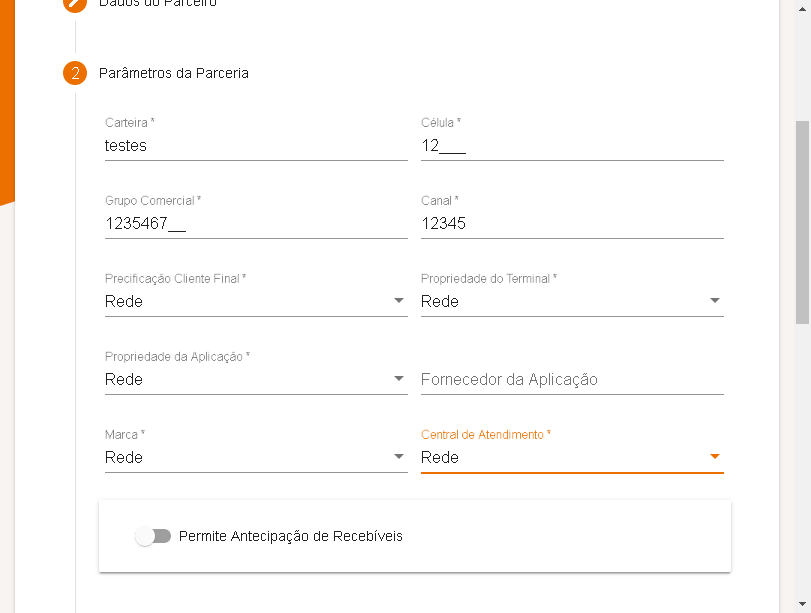 Dados do Parceiro
2 Parâmetros da Parceria
Carteira * Célula *
testes 12___
Grupo Comercial * Canal *
1235467__ 12345
Precificação Cliente Final * Propriedade do Terminal *
Rede Rede
Propriedade da Aplicação *
Rede Fornecedor da Aplicação
Marca * Central de Atendimento *
Rede Rede
Permite Antecipação de Recebíveis